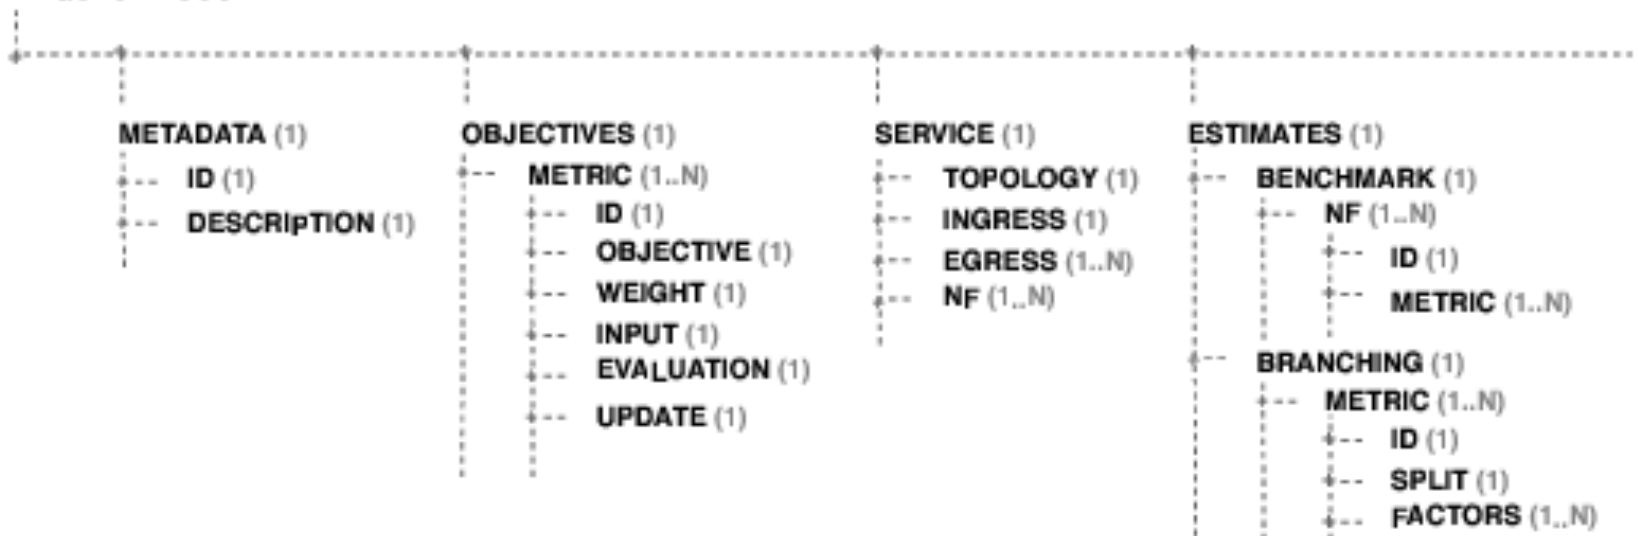 METADATA (1)
ID (1)
DESCRIPTION (1)
OBJECTIVES (1)
METRIC (1..N)
ID (1)
OBJECTIVE (1)
WEIGHT (1)
INPUT (1)
EVALUATION (1)
UPDATE (1)
SERVICE (1)
TOPOLOGY (1)
INGRESS (1)
EGRESS (1..N)
NF (1..N)
ESTIMATES (1)
BENCHMARK (1)
NF (1..N)
ID (1)
METRIC (1..N)
BRANCHING (1)
METRIC (1..N)
ID (1)
SPLIT (1)
FACTORS (1..N)